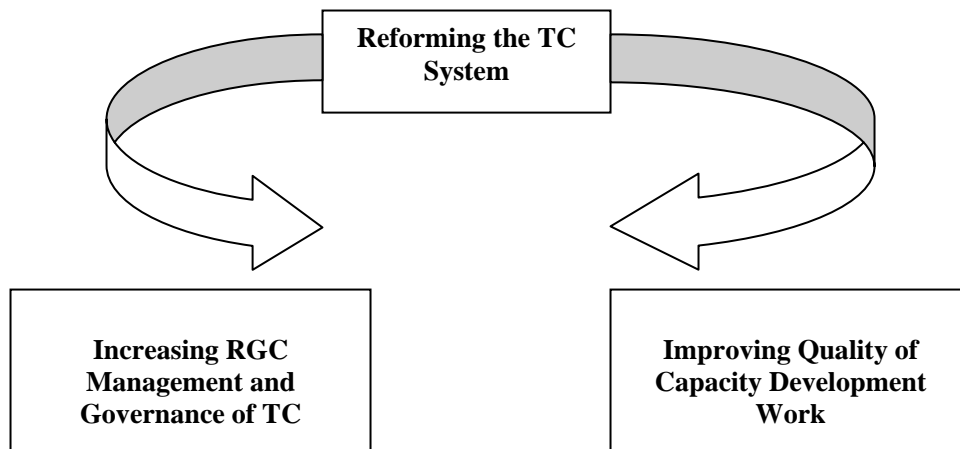 Reforming the TC
System
Increasing RGC
Management and
Governance of TC
Improving Quality of
Capacity Development
Work